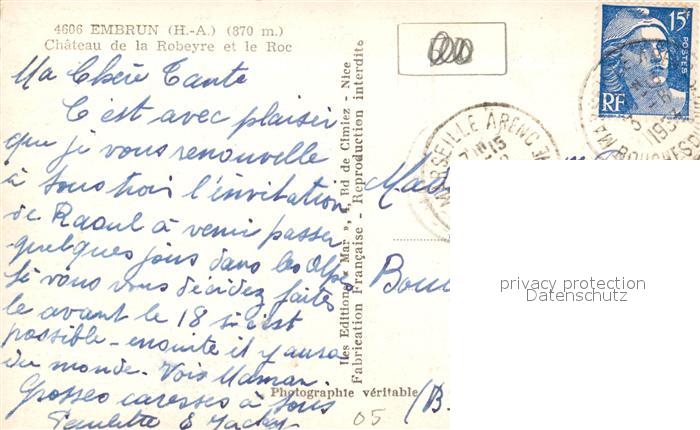 4606 EMBRUN (H.-A.) (870 m.)
Château de la Robeyre et le Roc
Ma Chère Tante
C'est avec plaisir
que je vous renouvelle
à tous trois l'invitation
de Raoul à venir passer
quelques jours dans les Alpes
Si vous vous décidez faites
le avant le 18 si c'est
possible - ensuite il y aura
du monde. Vois Maman.
Grosses caresses à tous
Paulette & Jacky
Les Editions « Mar », Bd de Cimiez - Nice
Fabrication Française - Reproduction interdite
Photographie véritable
15F
POSTES
RF
MARSEILLE ARENC
BOUCHES D
Mad
Bou
(B.
05
privacy protection
Datenschutz